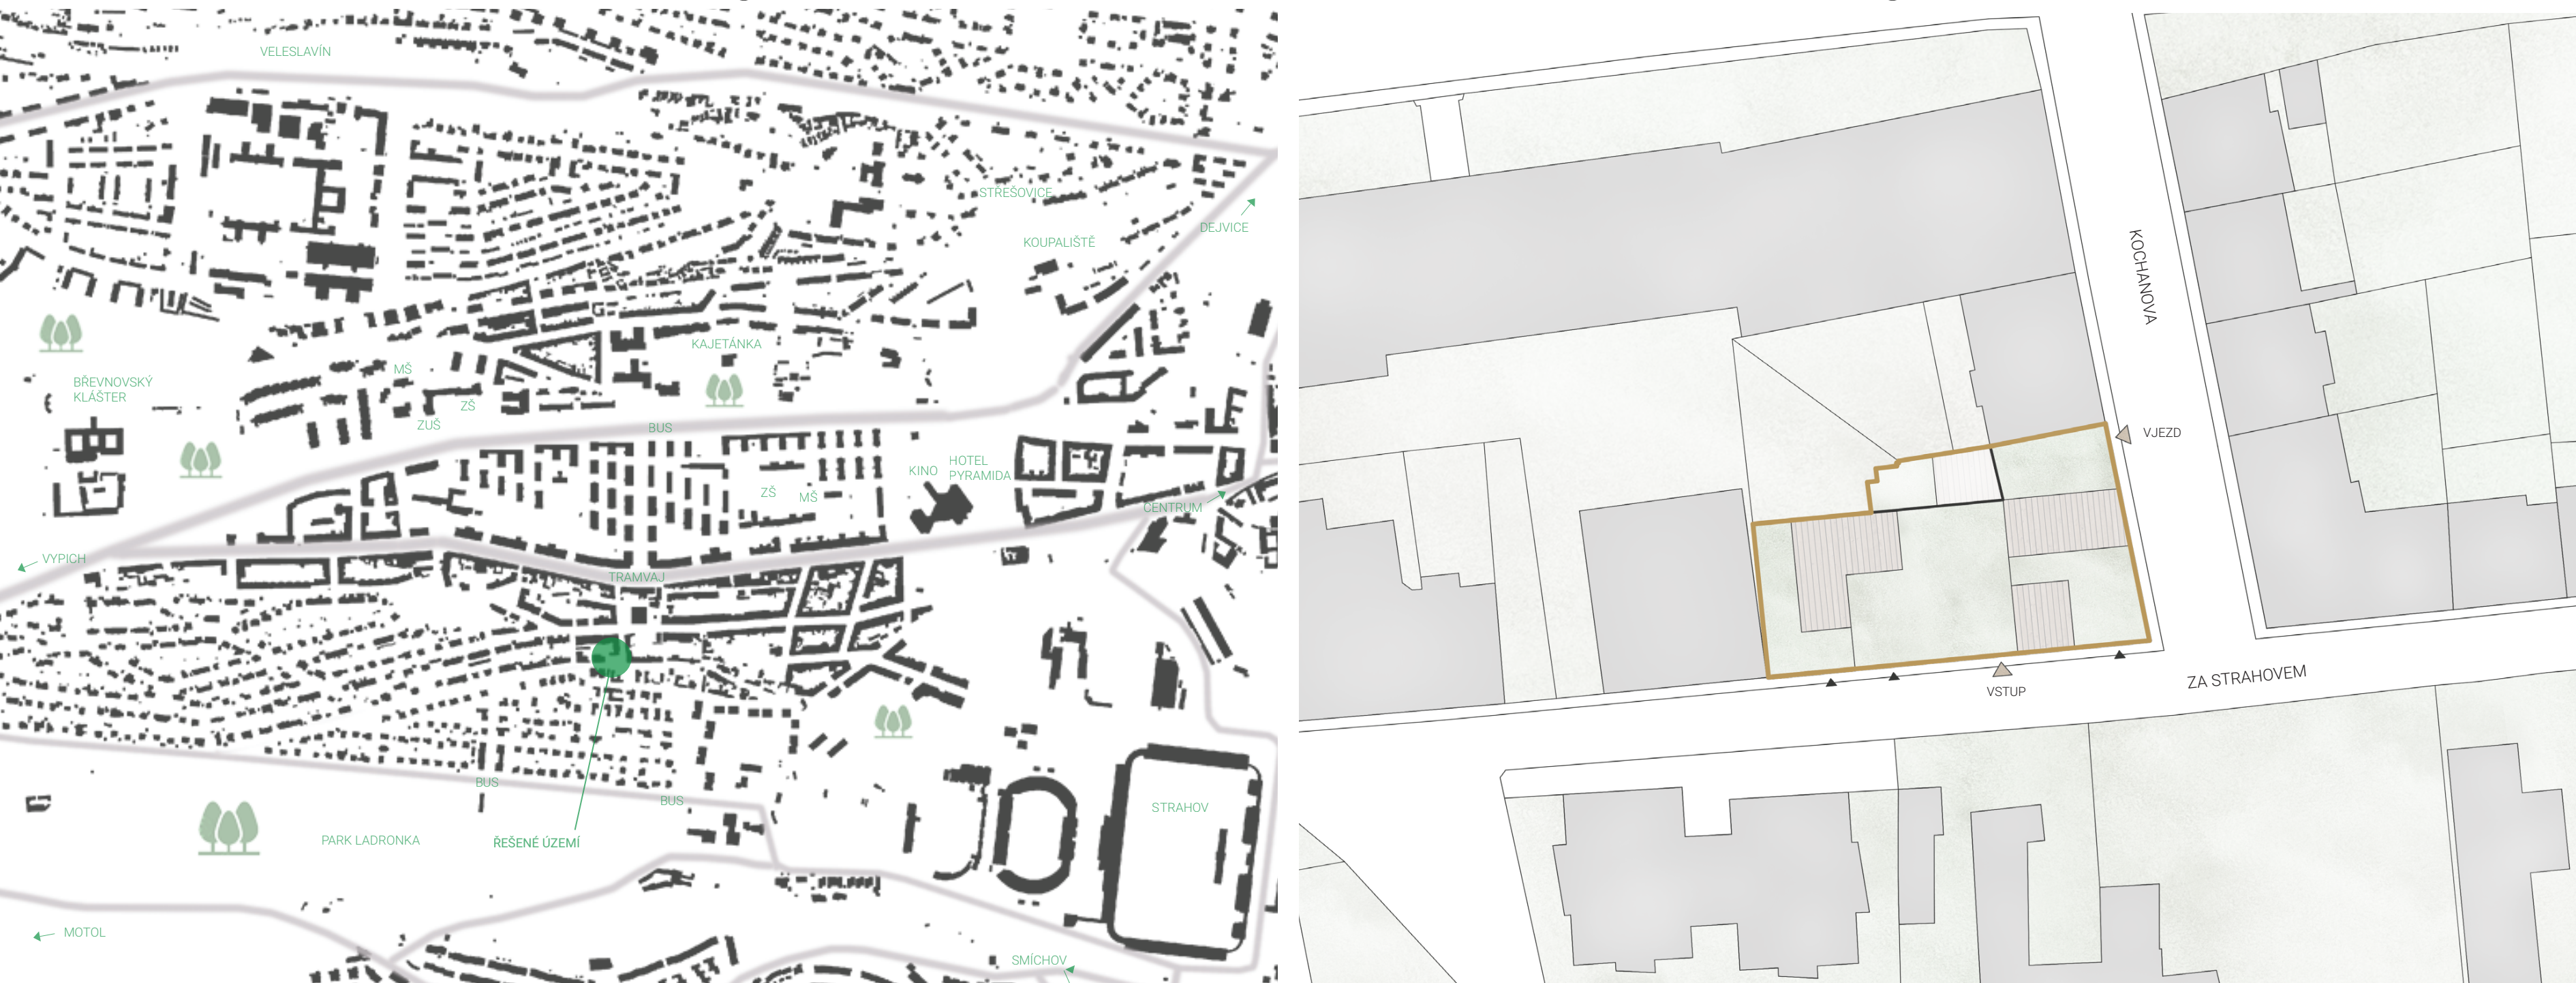 VELESLAVÍN
STŘEŠOVICE
DEJVICE
KOUPALIŠTĚ
KAJETÁNKA
MŠ
BŘEVNOVSKÝ
KLÁŠTER
ZŠ
ZUŠ
BUS
KINO
HOTEL
PYRAMIDA
ZŠ
MŠ
CENTRUM
VYPICH
TRAMVAJ
BUS
BUS
STRAHOV
PARK LADRONKA
ŘEŠENÉ ÚZEMÍ
MOTOL
SMÍCHOV
KOCHANOVA
VJEZD
ZA STRAHOVEM
VSTUP